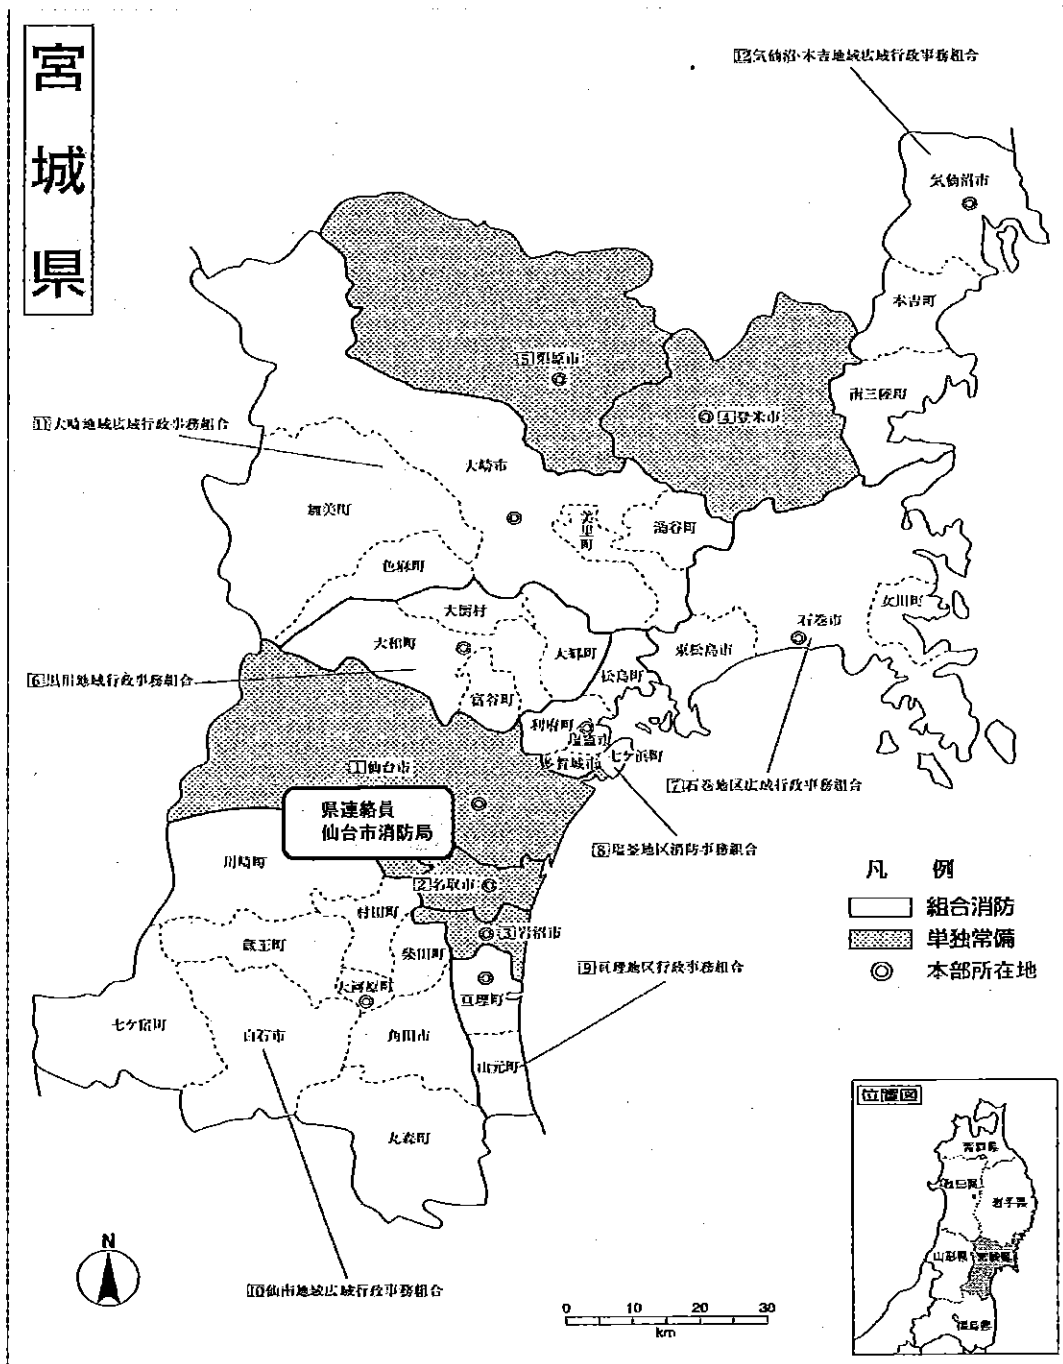 宮城県
12気仙沼・本吉地域広域行政事務組合
気仙沼市
本吉町
南三陸町
5栗原市
4登米市
11大崎地域広域行政事務組合
大崎市
加美町
美里町
涌谷町
色麻町
女川町
大衡村
石巻市
大和町
大郷町
東松島市
松島町
6黒川地域行政事務組合
富谷町
利府町
塩釜市
七ケ浜町
多賀城市
1仙台市
7石巻地区広域行政事務組合
県連絡員
仙台市消防局
8塩釜地区消防事務組合
川崎町
2名取市
凡 例
村田町
組合消防
3岩沼市
単独常備
蔵王町
柴田町
9亘理地区行政事務組合
本部所在地
大河原町
亘理町
七ケ宿町
白石市
角田市
山元町
位置図
丸森町
青森県
秋田県
岩手県
山形県
宮城県
福島県
N
10仙南地域広域行政事務組合
0 10 20 30
km